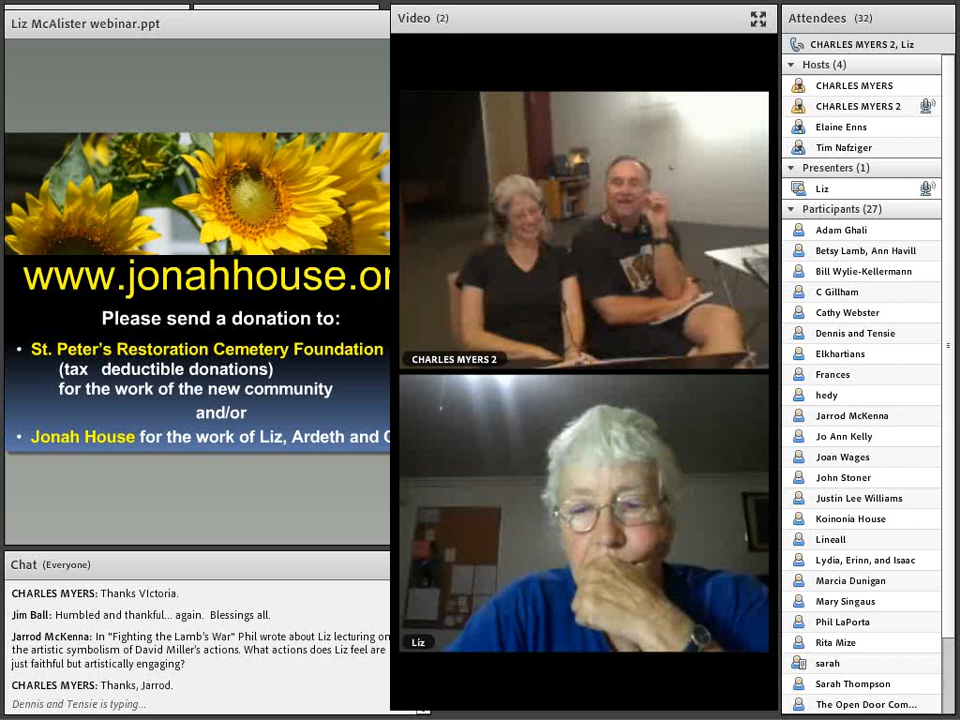 Liz McAlister webinar.ppt
www.jonahhouse.or
Please send a donation to:
• St. Peter's Restoration Cemetery Foundation
(tax deductible donations)
for the work of the new community
and/or
• Jonah House for the work of Liz, Ardeth and C
Chat (Everyone)
CHARLES MYERS: Thanks VIctoria.
Jim Ball: Humbled and thankful... again. Blessings all.
Jarrod McKenna: In "Fighting the Lamb's War" Phil wrote about Liz lecturing on
the artistic symbolism of David Miller's actions. What actions does Liz feel are
just faithful but artistically engaging?
CHARLES MYERS: Thanks, Jarrod.
Dennis and Tensie is typing...
Video (2)
CHARLES MYERS 2
Liz
Attendees (32)
CHARLES MYERS 2, Liz
Hosts (4)
CHARLES MYERS
CHARLES MYERS 2
Elaine Enns
Tim Nafziger
Presenters (1)
Liz
Participants (27)
Adam Ghali
Betsy Lamb, Ann Havill
Bill Wylie-Kellermann
C Gillham
Cathy Webster
Dennis and Tensie
Elkhartians
Frances
hedy
Jarrod McKenna
Jo Ann Kelly
Joan Wages
John Stoner
Justin Lee Williams
Koinonia House
Lineall
Lydia, Erinn, and Isaac
Marcia Dunigan
Mary Singaus
Phil LaPorta
Rita Mize
sarah
Sarah Thompson
The Open Door Com...